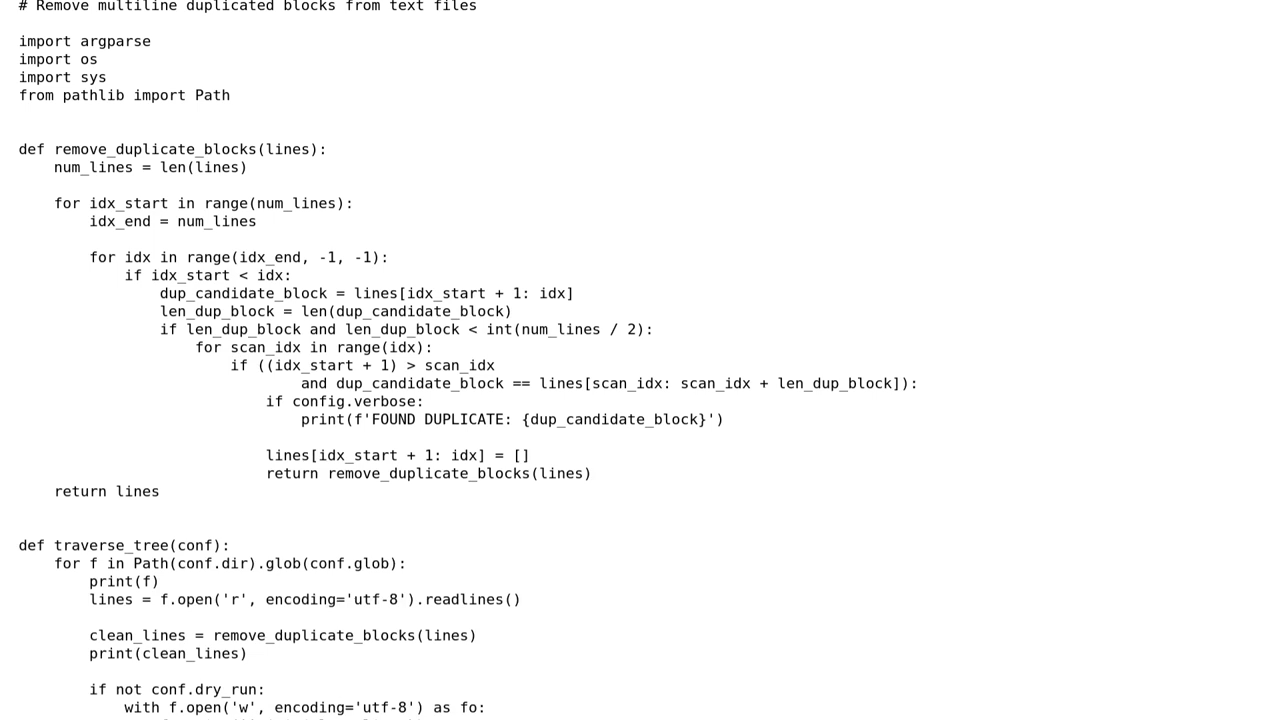 # Remove multiline duplicated blocks from text files

import argparse
import os
import sys
from pathlib import Path


def remove_duplicate_blocks(lines):
    num_lines = len(lines)

    for idx_start in range(num_lines):
        idx_end = num_lines

        for idx in range(idx_end, -1, -1):
            if idx_start < idx:
                dup_candidate_block = lines[idx_start + 1: idx]
                len_dup_block = len(dup_candidate_block)
                if len_dup_block and len_dup_block < int(num_lines / 2):
                    for scan_idx in range(idx):
                        if ((idx_start + 1) > scan_idx
                                and dup_candidate_block == lines[scan_idx: scan_idx + len_dup_block]):
                            if config.verbose:
                                print(f'FOUND DUPLICATE: {dup_candidate_block}')

                            lines[idx_start + 1: idx] = []
                            return remove_duplicate_blocks(lines)
    return lines


def traverse_tree(conf):
    for f in Path(conf.dir).glob(conf.glob):
        print(f)
        lines = f.open('r', encoding='utf-8').readlines()

        clean_lines = remove_duplicate_blocks(lines)
        print(clean_lines)

        if not conf.dry_run:
            with f.open('w', encoding='utf-8') as fo: